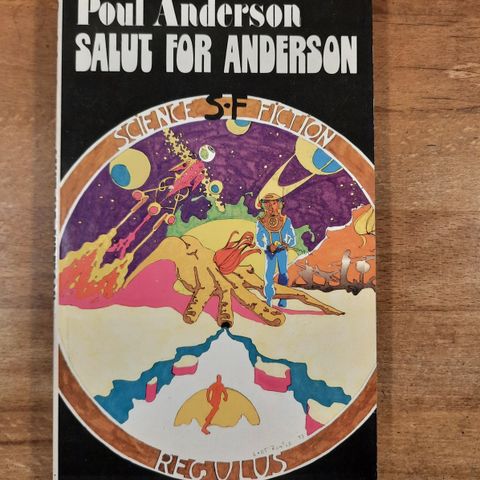 Poul Anderson
SALUT FOR ANDERSON
SCIENCE S·F FICTION
REGULUS